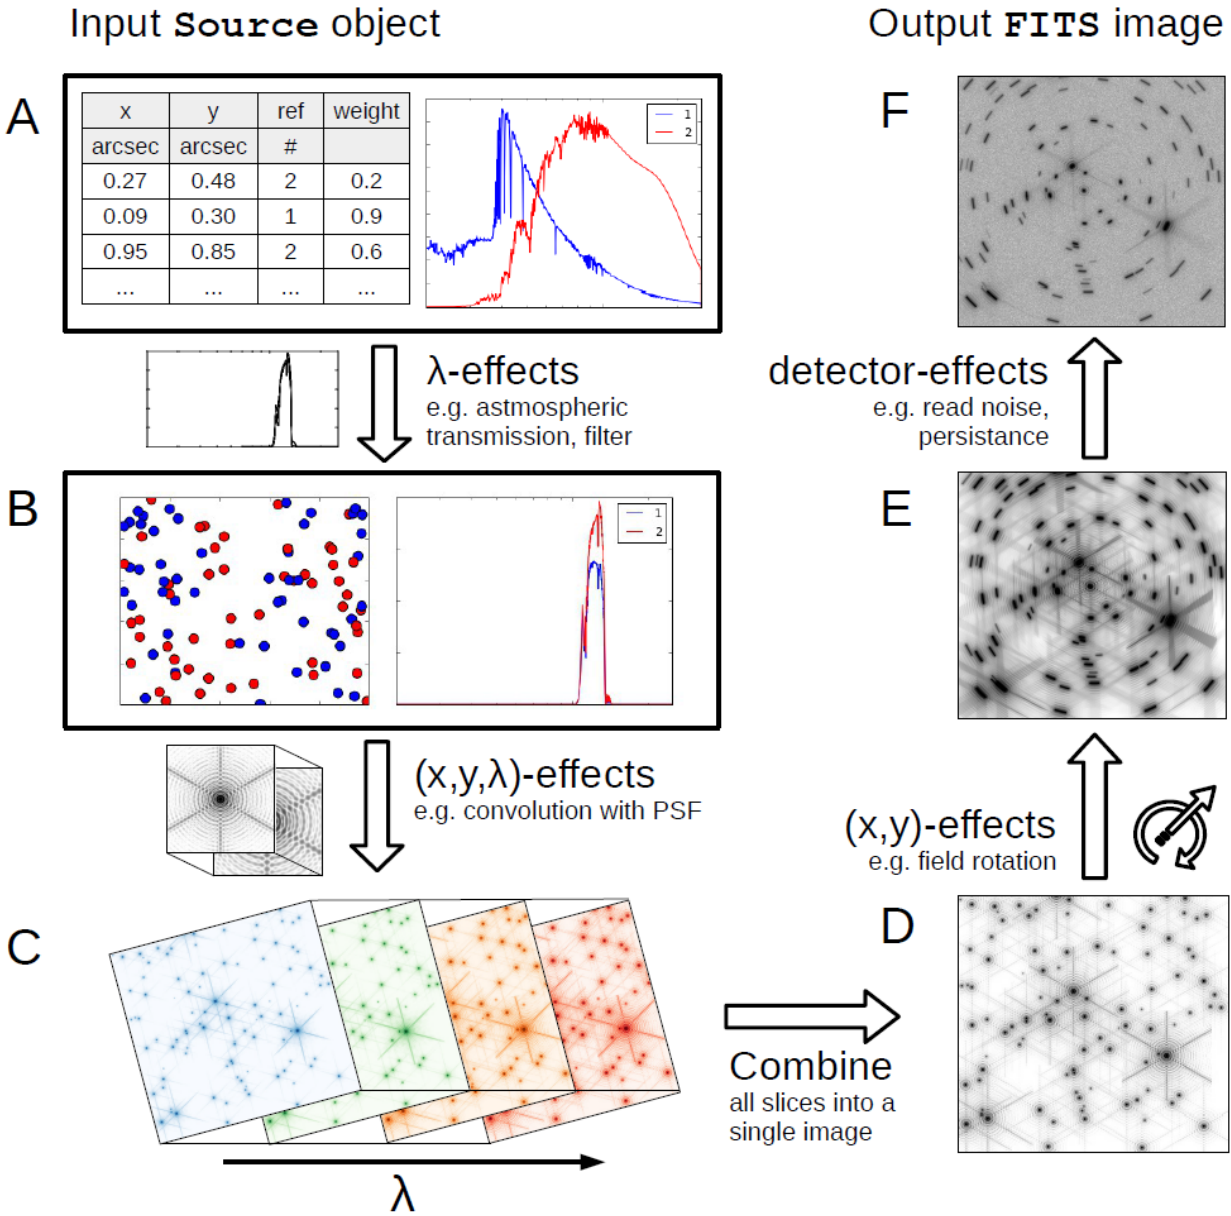 Input Source object
Output FITS image
A
x y ref weight
arcsec arcsec #
0.27 0.48 2 0.2
0.09 0.30 1 0.9
0.95 0.85 2 0.6
... ... ... ...
1
2
F
λ-effects
e.g. astmospheric
transmission, filter
detector-effects
e.g. read noise,
persistance
B
1
2
E
(x,y,λ)-effects
e.g. convolution with PSF
(x,y)-effects
e.g. field rotation
C
λ
Combine
all slices into a
single image
D